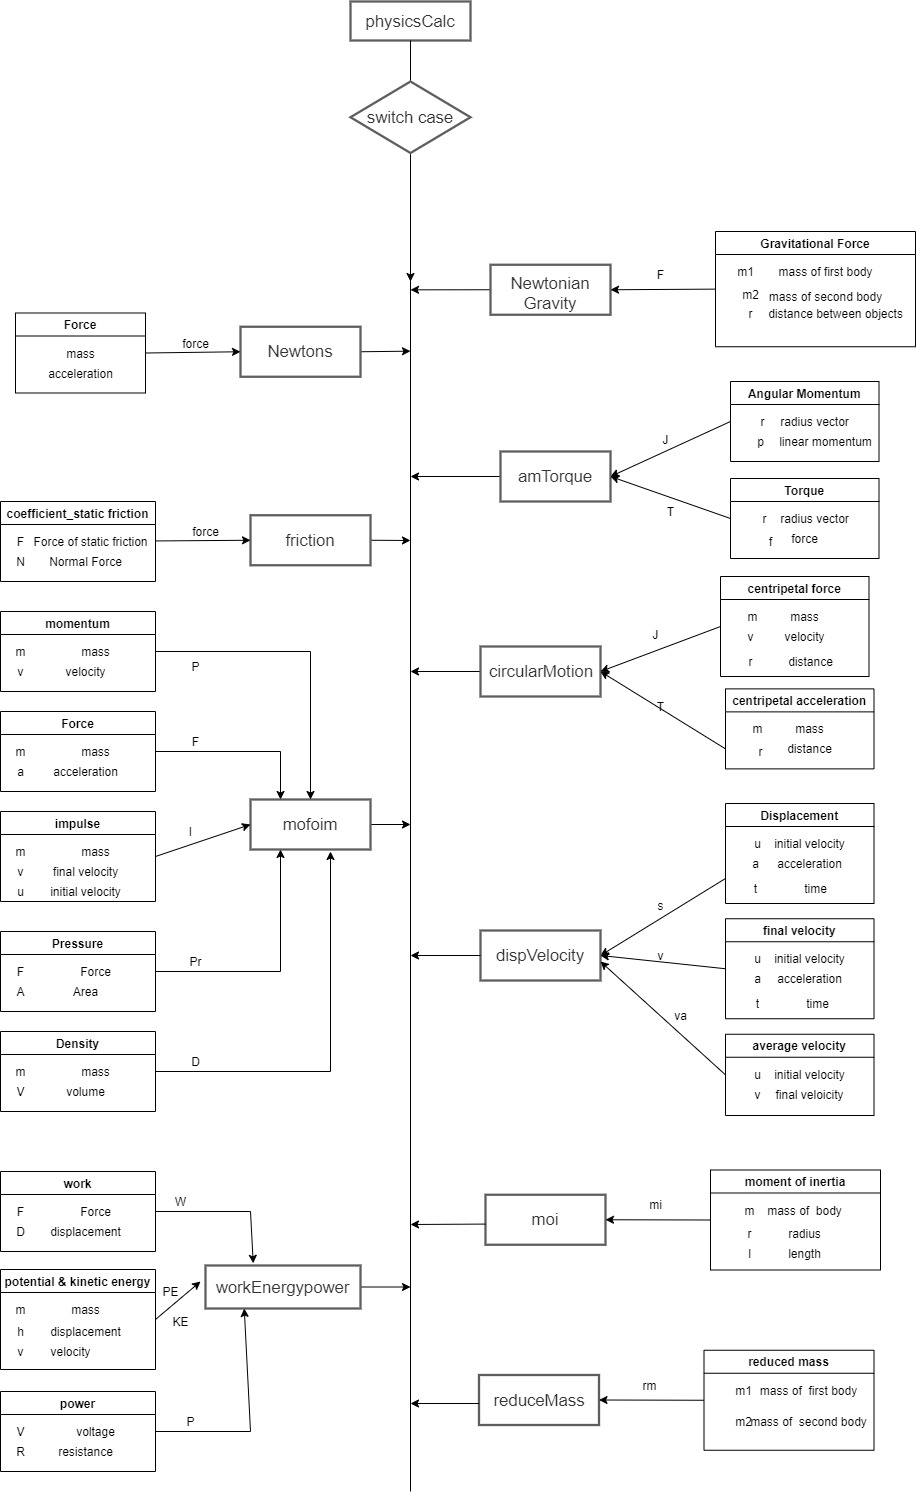 physicsCalc
switch case
Gravitational Force
m1 mass of first body
m2 mass of second body
r distance between objects
F
Newtonian
Gravity
Force
mass
acceleration
force
Newtons
Angular Momentum
r radius vector
p linear momentum
J
amTorque
T
Torque
r radius vector
f force
coefficient_static friction
F Force of static friction
N Normal Force
force
friction
centripetal force
m mass
v velocity
r distance
J
circularMotion
T
centripetal acceleration
m mass
r distance
momentum
m mass
v velocity
P
Force
m mass
a acceleration
F
impulse
m mass
v final velocity
u initial velocity
I
mofoim
Pressure
F Force
A Area
Pr
Density
m mass
V volume
D
Displacement
u initial velocity
a acceleration
t time
s
dispVelocity
v
final velocity
u initial velocity
a acceleration
t time
va
average velocity
u initial velocity
v final veloicity
work
F Force
D displacement
W
potential & kinetic energy
m mass
h displacement
v velocity
PE
KE
workEnergypower
power
V voltage
R resistance
P
moment of inertia
m mass of body
r radius
l length
mi
moi
reduced mass
m1 mass of first body
m2mass of second body
rm
reduceMass